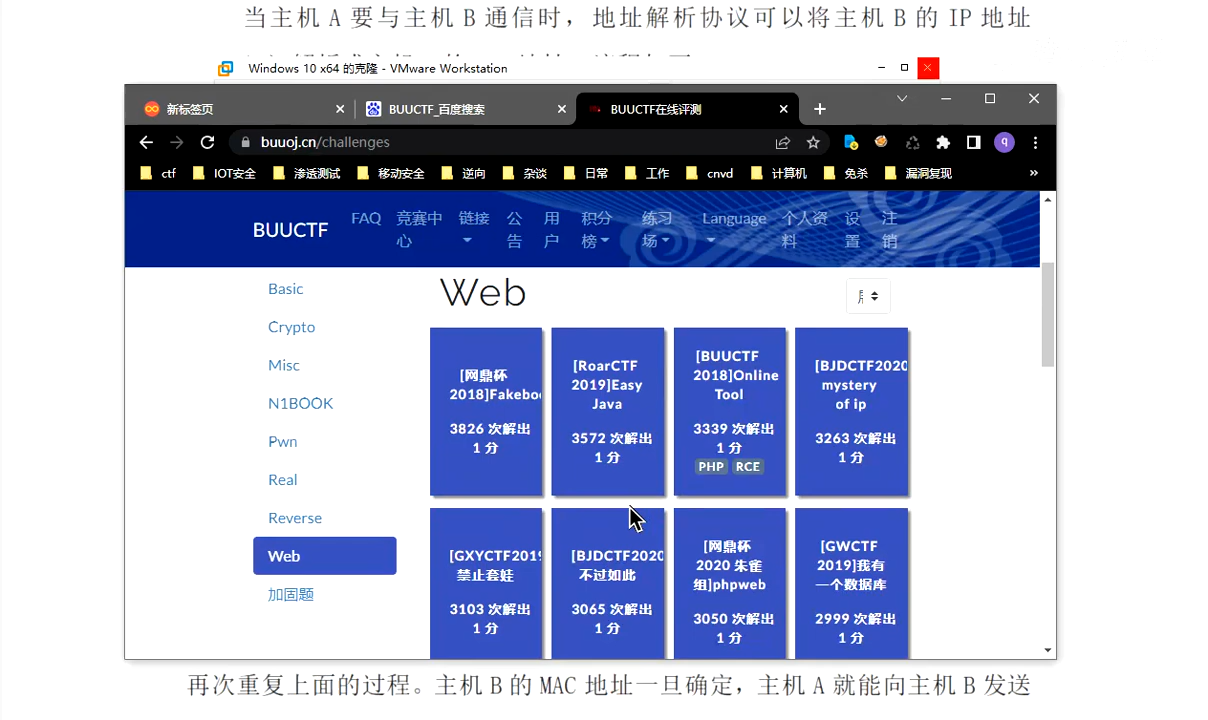 当主机 A 要与主机 B 通信时，地址解析协议可以将主机 B 的 IP 地址
Windows 10 x64 的克隆 - VMware Workstation
新标签页
BUUCTF_百度搜索
BUUCTF在线评测
buuoj.cn/challenges
q
ctf
IOT安全
渗透测试
移动安全
逆向
杂谈
日常
工作
cnvd
计算机
免杀
漏洞复现
»
BUUCTF
FAQ
竞赛中
心
链接
公
告
用
户
积分
榜
练习
场
Language
个人资
料
设
置
注
销
Basic
Crypto
Misc
N1BOOK
Pwn
Real
Reverse
Web
加固题
Web
[网鼎杯
2018]Fakeboo
3826 次解出
1 分
[RoarCTF
2019]Easy
Java
3572 次解出
1 分
[BUUCTF
2018]Online
Tool
3339 次解出
1 分
PHP RCE
[BJDCTF2020
mystery
of ip
3263 次解出
1 分
[GXYCTF2019
禁止套娃
3103 次解出
1 分
[BJDCTF2020
不过如此
3065 次解出
1 分
[网鼎杯
2020 朱雀
组]phpweb
3050 次解出
1 分
[GWCTF
2019]我有
一个数据库
2999 次解出
1 分
再次重复上面的过程。主机 B 的 MAC 地址一旦确定，主机 A 就能向主机 B 发送